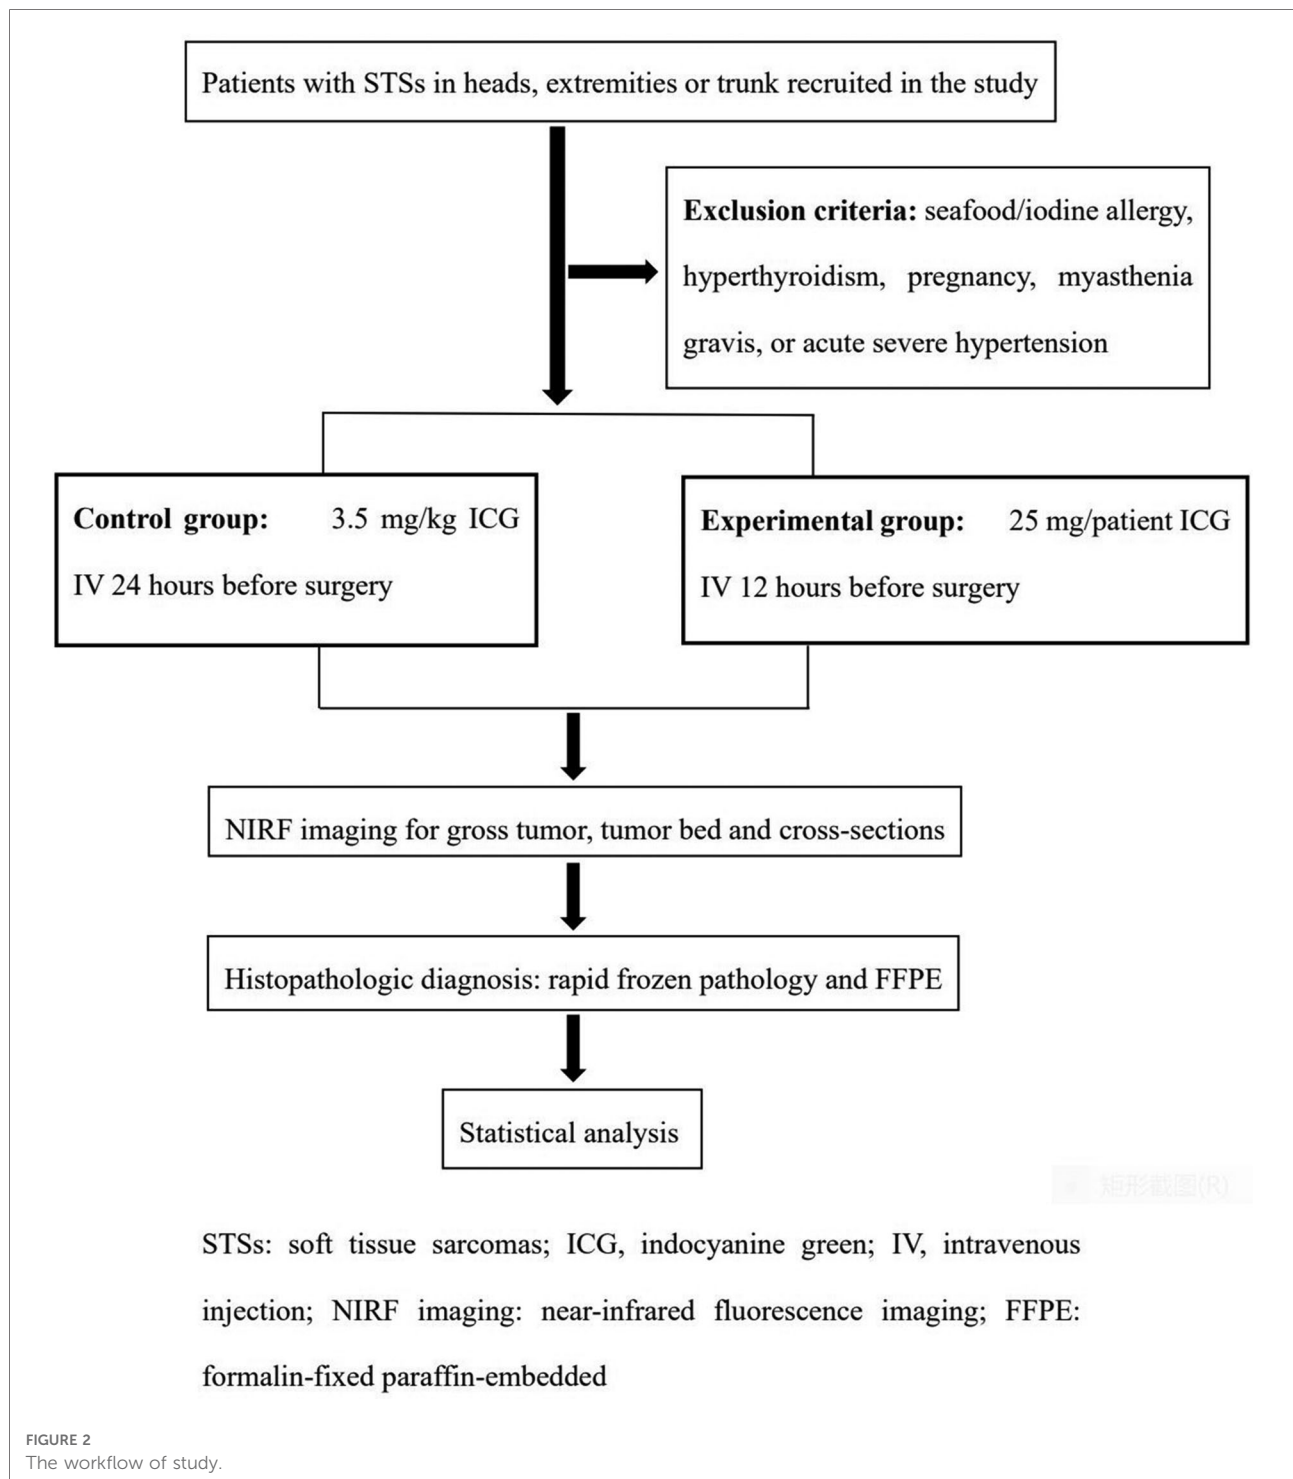 Patients with STSs in heads, extremities or trunk recruited in the study
Exclusion criteria: seafood/iodine allergy,
hyperthyroidism, pregnancy, myasthenia
gravis, or acute severe hypertension
Control group: 3.5 mg/kg ICG
IV 24 hours before surgery
Experimental group: 25 mg/patient ICG
IV 12 hours before surgery
NIRF imaging for gross tumor, tumor bed and cross-sections
Histopathologic diagnosis: rapid frozen pathology and FFPE
Statistical analysis
矩形截图(R)
STSs: soft tissue sarcomas; ICG, indocyanine green; IV, intravenous
injection; NIRF imaging: near-infrared fluorescence imaging; FFPE:
formalin-fixed paraffin-embedded
FIGURE 2
The workflow of study.